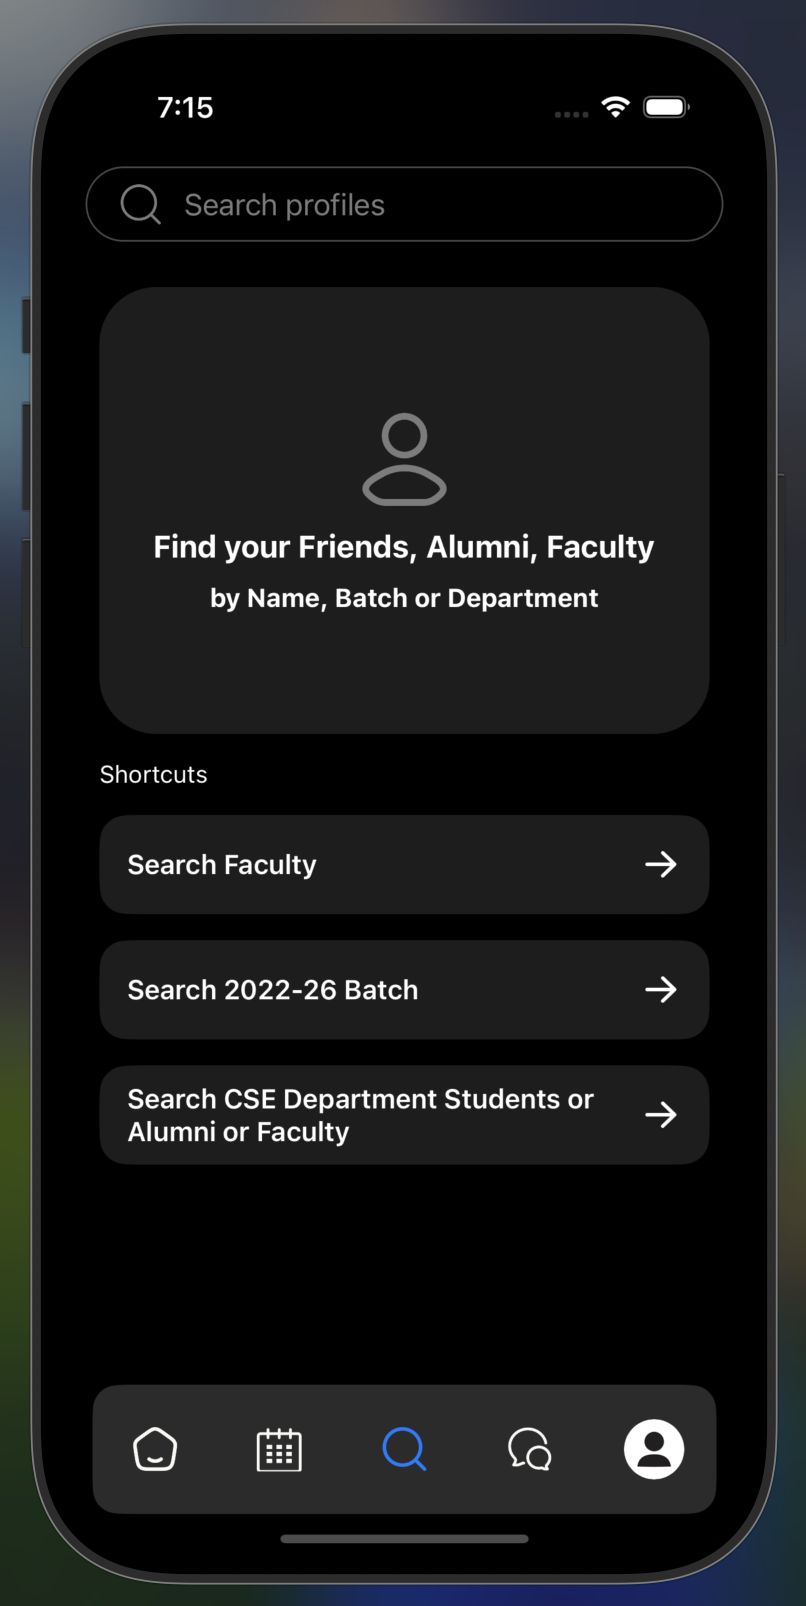 7:15
Search profiles
Find your Friends, Alumni, Faculty
by Name, Batch or Department
Shortcuts
Search Faculty
Search 2022-26 Batch
Search CSE Department Students or
Alumni or Faculty